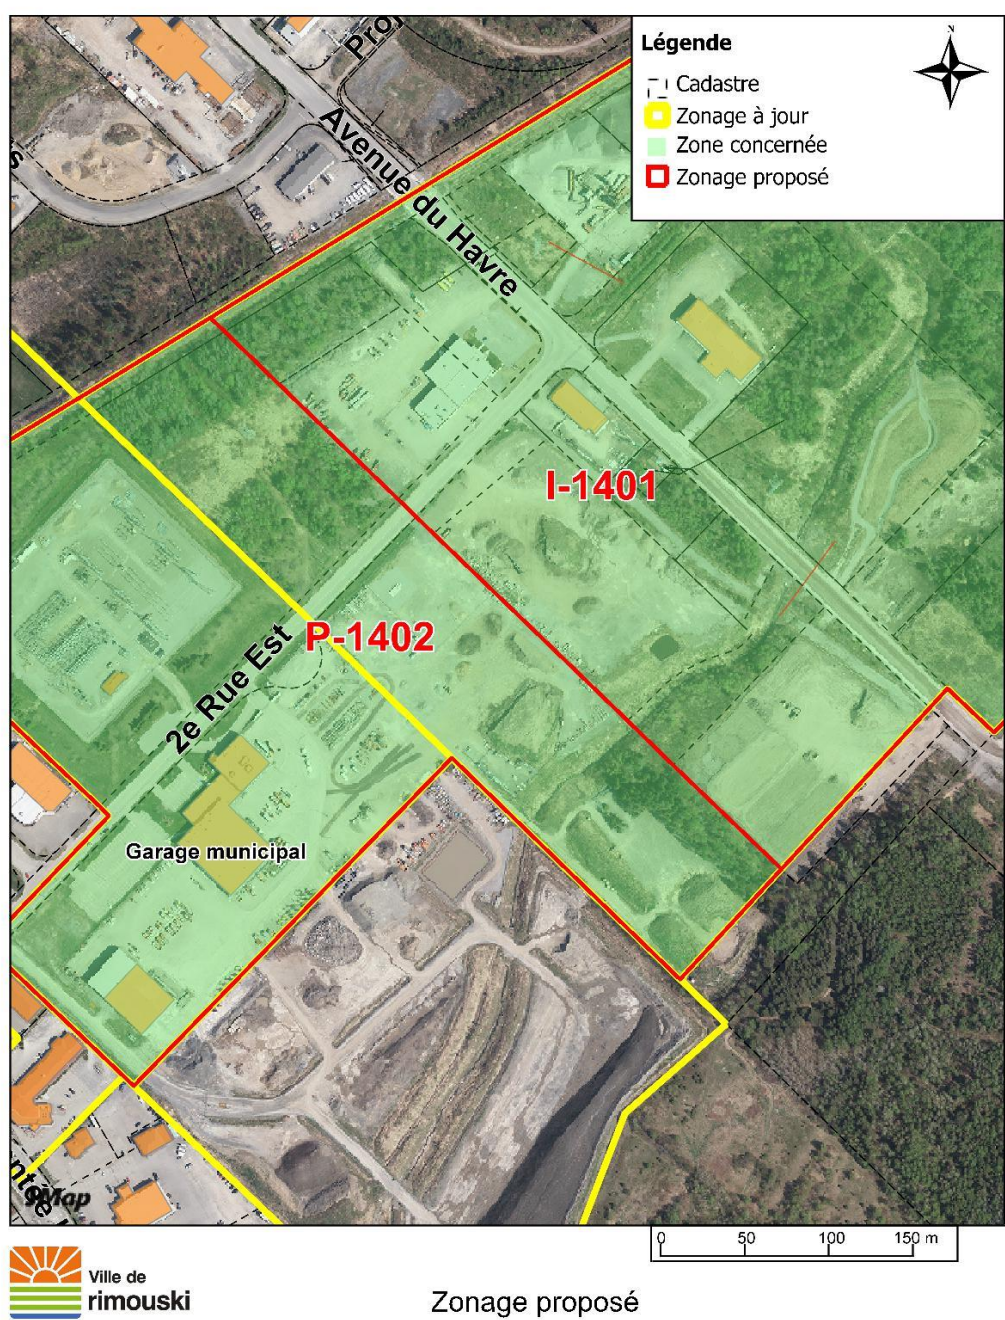 Légende
N
Cadastre
Zonage à jour
Zone concernée
Zonage proposé
Avenue du Havre
I-1401
P-1402
2e Rue Est
Garage municipal
Map
0 50 100 150 m
Ville de
rimouski
Zonage proposé